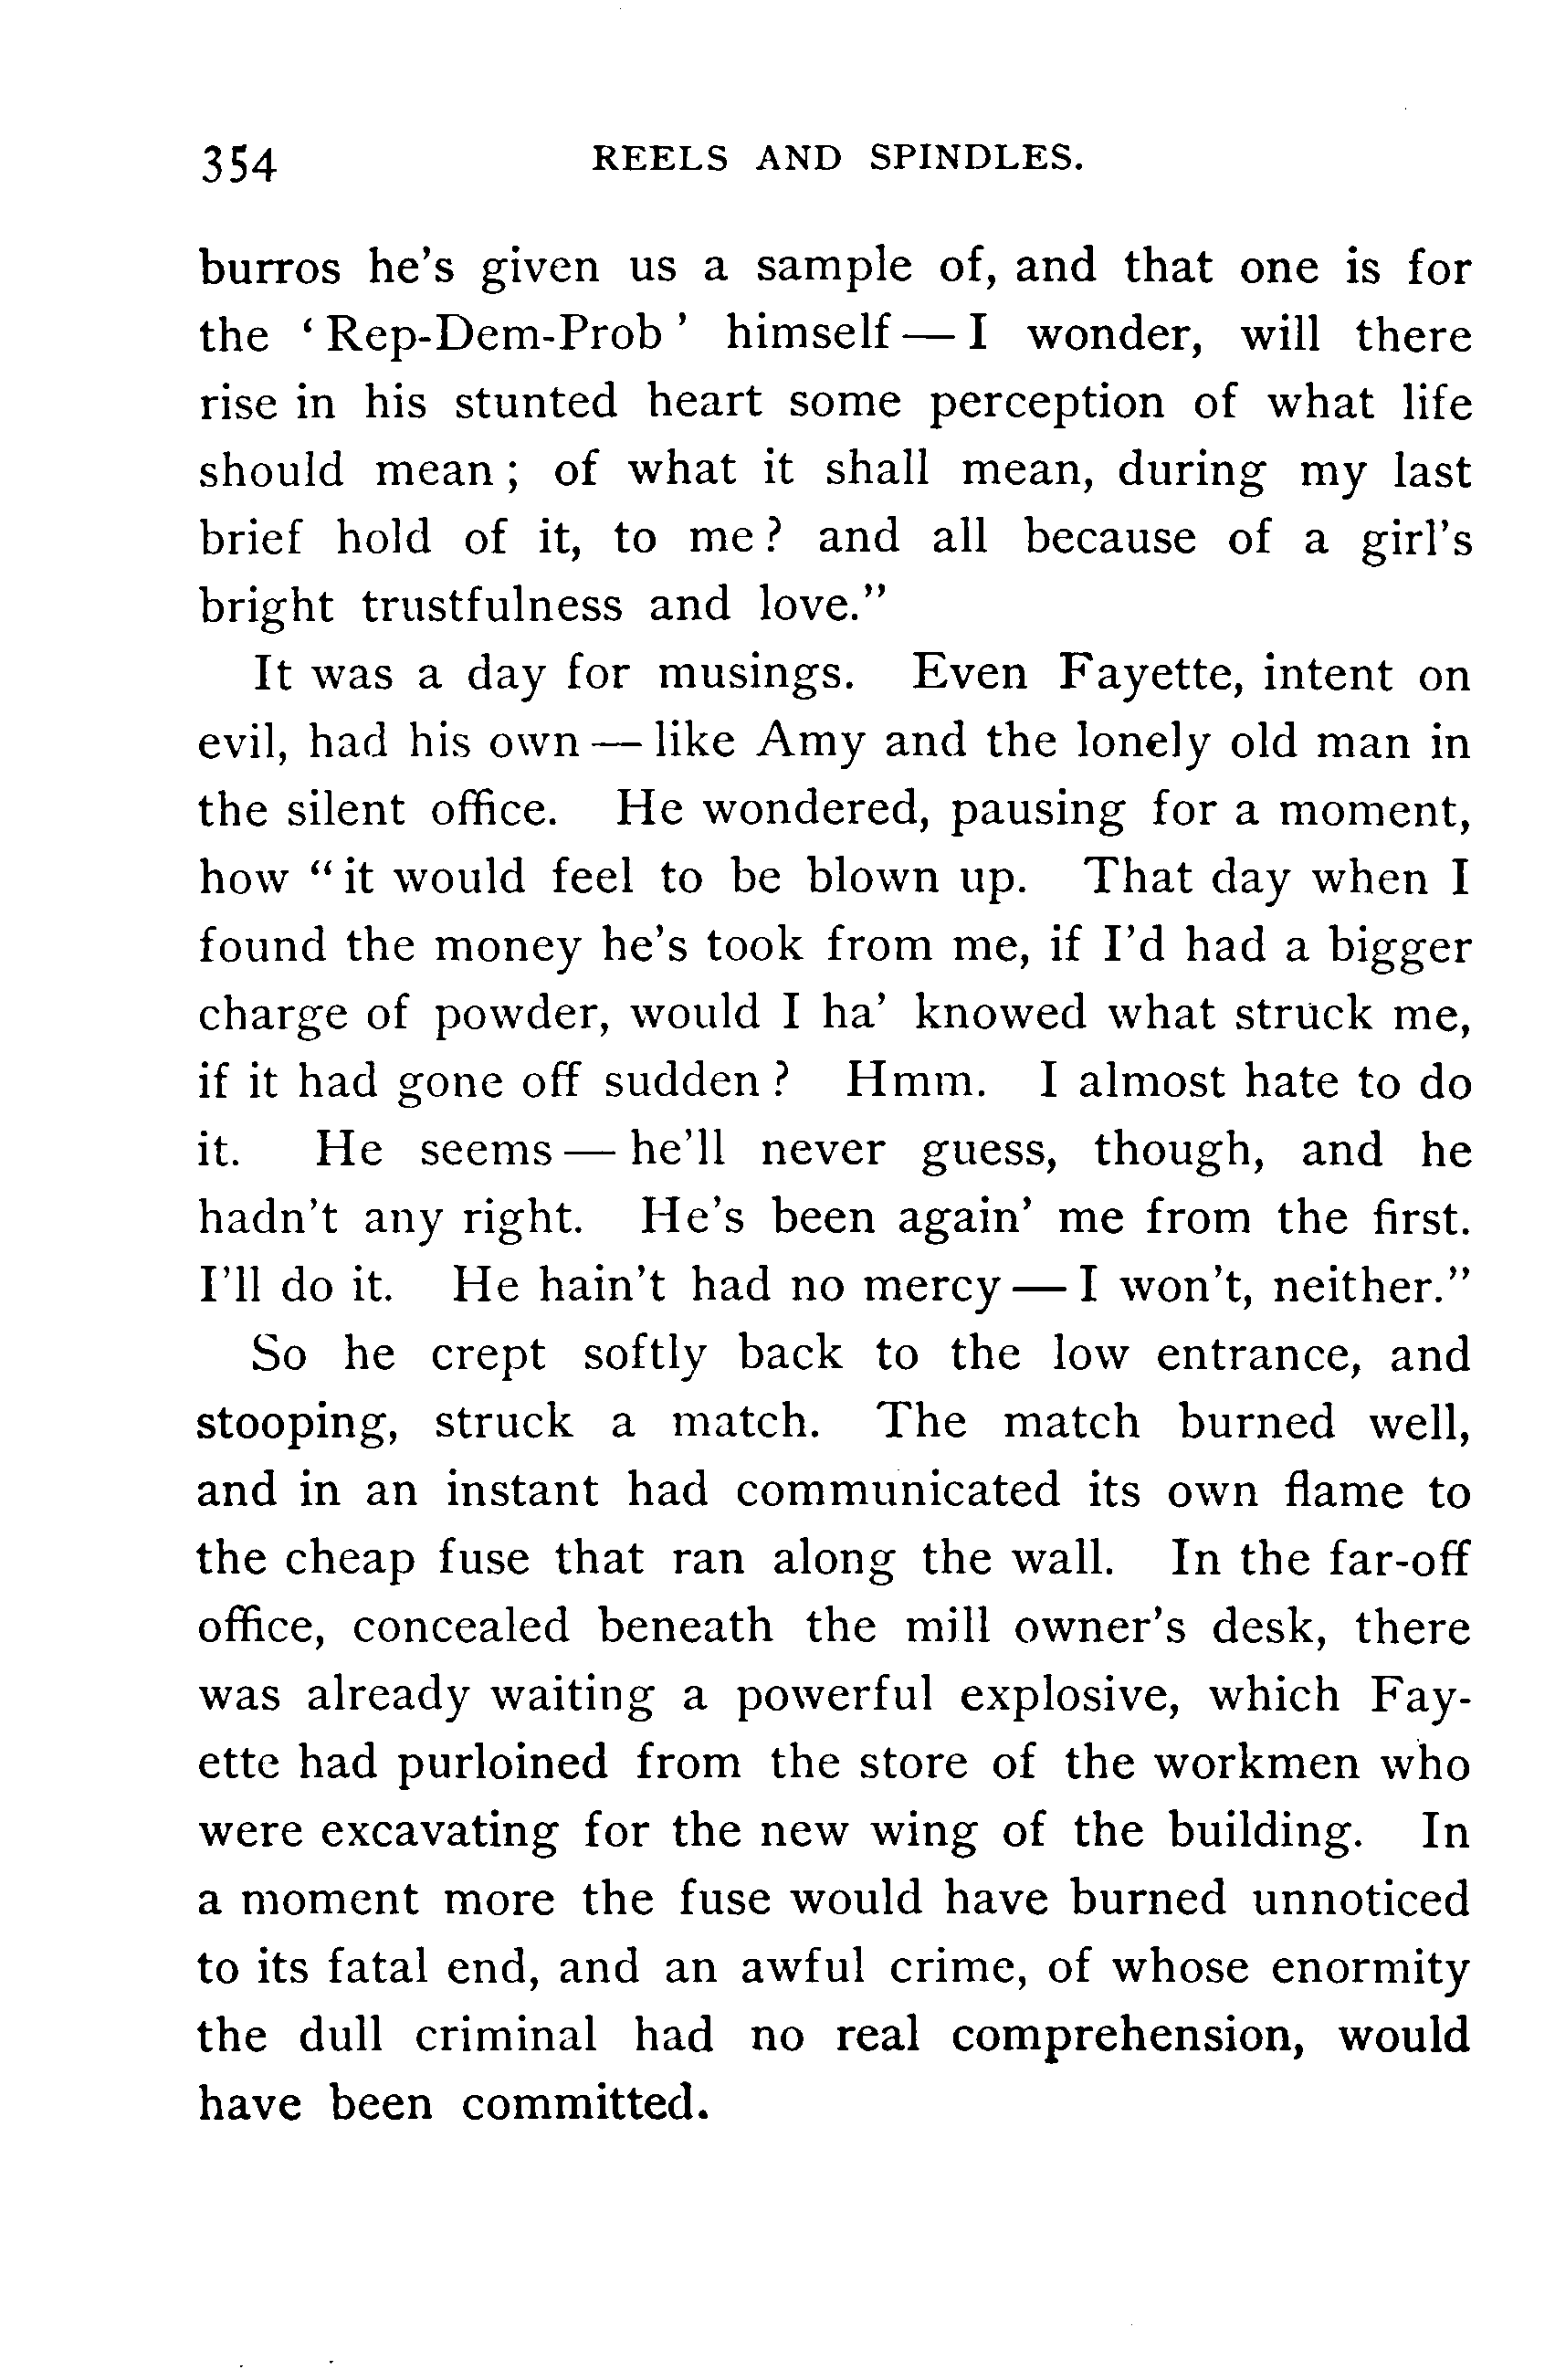 354 REELS AND SPINDLES.
burros he's given us a sample of, and that one is for
the ‘Rep-Dem-Prob’ himself — I wonder, will there
rise in his stunted heart some perception of what life
should mean; of what it shall mean, during my last
brief hold of it, to me? and all because of a girl's
bright trustfulness and love.”
It was a day for musings. Even Fayette, intent on
evil, had his own — like Amy and the lonely old man in
the silent office. He wondered, pausing for a moment,
how “it would feel to be blown up. That day when I
found the money he's took from me, if I'd had a bigger
charge of powder, would I ha' knowed what struck me,
if it had gone off sudden? Hmm. I almost hate to do
it. He seems — he'll never guess, though, and he
hadn't any right. He's been again' me from the first.
I'll do it. He hain't had no mercy — I won't, neither.”
So he crept softly back to the low entrance, and
stooping, struck a match. The match burned well,
and in an instant had communicated its own flame to
the cheap fuse that ran along the wall. In the far-off
office, concealed beneath the mill owner's desk, there
was already waiting a powerful explosive, which Fay-
ette had purloined from the store of the workmen who
were excavating for the new wing of the building. In
a moment more the fuse would have burned unnoticed
to its fatal end, and an awful crime, of whose enormity
the dull criminal had no real comprehension, would
have been committed.